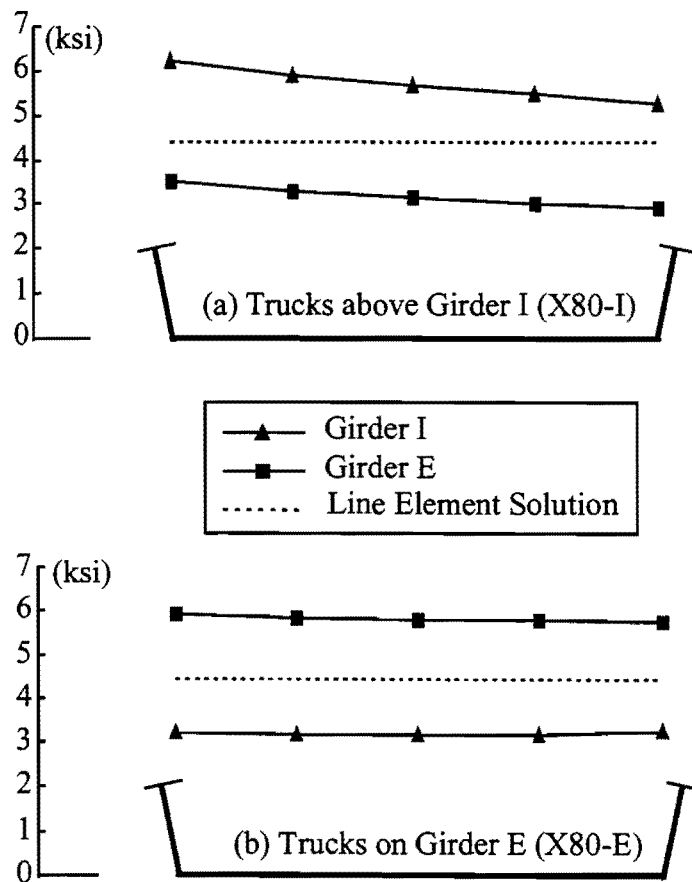 7
(ksi)
6
5
4
3
2
1
0
(a) Trucks above Girder I (X80-I)
Girder I
Girder E
Line Element Solution
7
(ksi)
6
5
4
3
2
1
0
(b) Trucks on Girder E (X80-E)